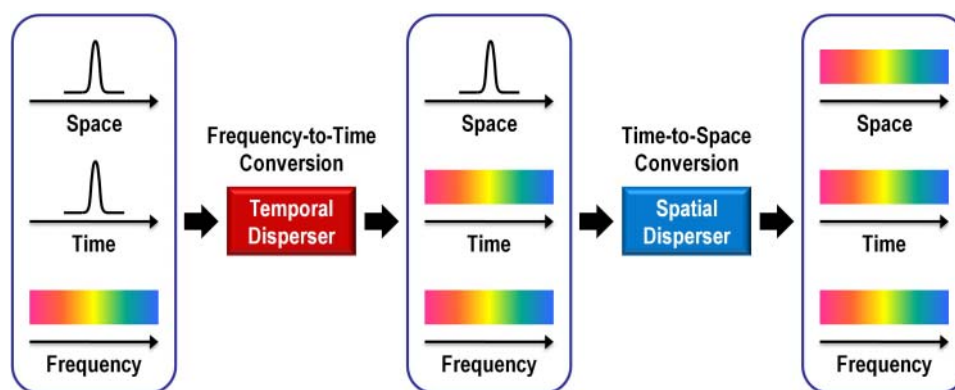 Space
Time
Frequency
Frequency-to-Time
Conversion
Temporal
Disperser
Space
Time
Frequency
Time-to-Space
Conversion
Spatial
Disperser
Space
Time
Frequency